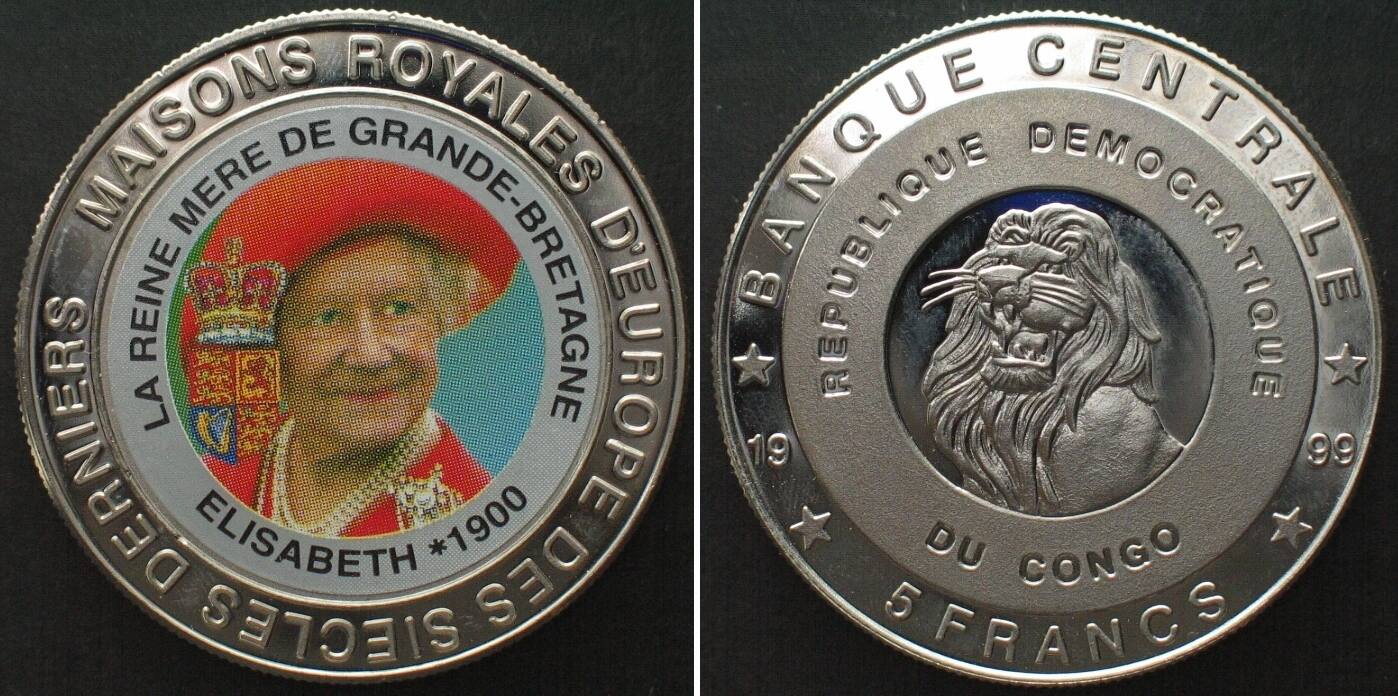 MAISONS ROYALES D'EUROPE DES SIECLES DERNIERS
LA REINE MERE DE GRANDE-BRETAGNE
ELISABETH *1900
BANQUE CENTRALE
REPUBLIQUE DEMOCRATIQUE
DU CONGO
19 99
5 FRANCS